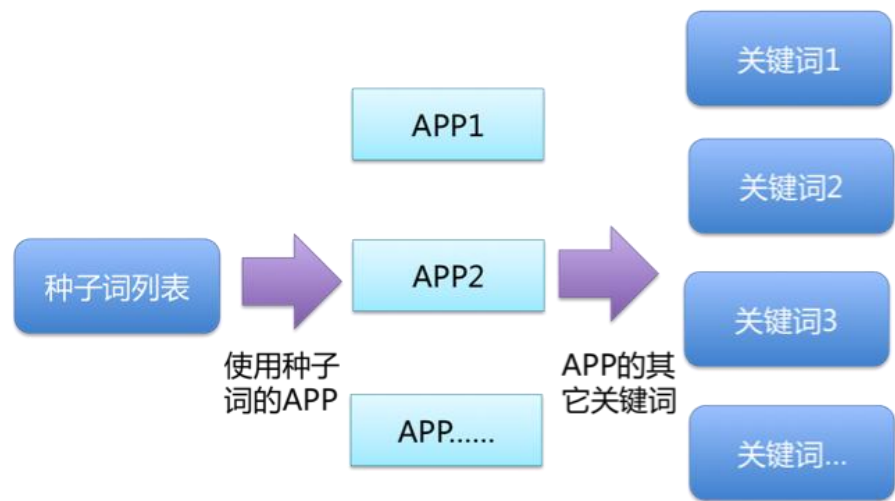 种子词列表
使用种子
词的APP
APP1
APP2
APP......
APP的其
它关键词
关键词1
关键词2
关键词3
关键词...